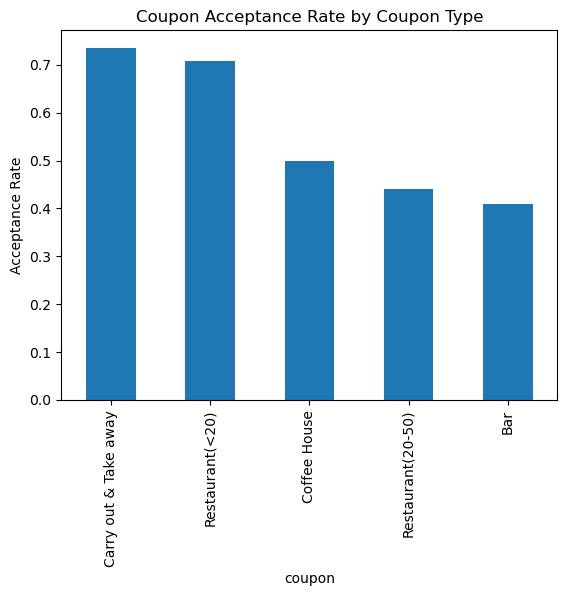 Coupon Acceptance Rate by Coupon Type
Acceptance Rate
0.7
0.6
0.5
0.4
0.3
0.2
0.1
0.0
Carry out & Take away
Restaurant(<20)
Coffee House
Restaurant(20-50)
Bar
coupon